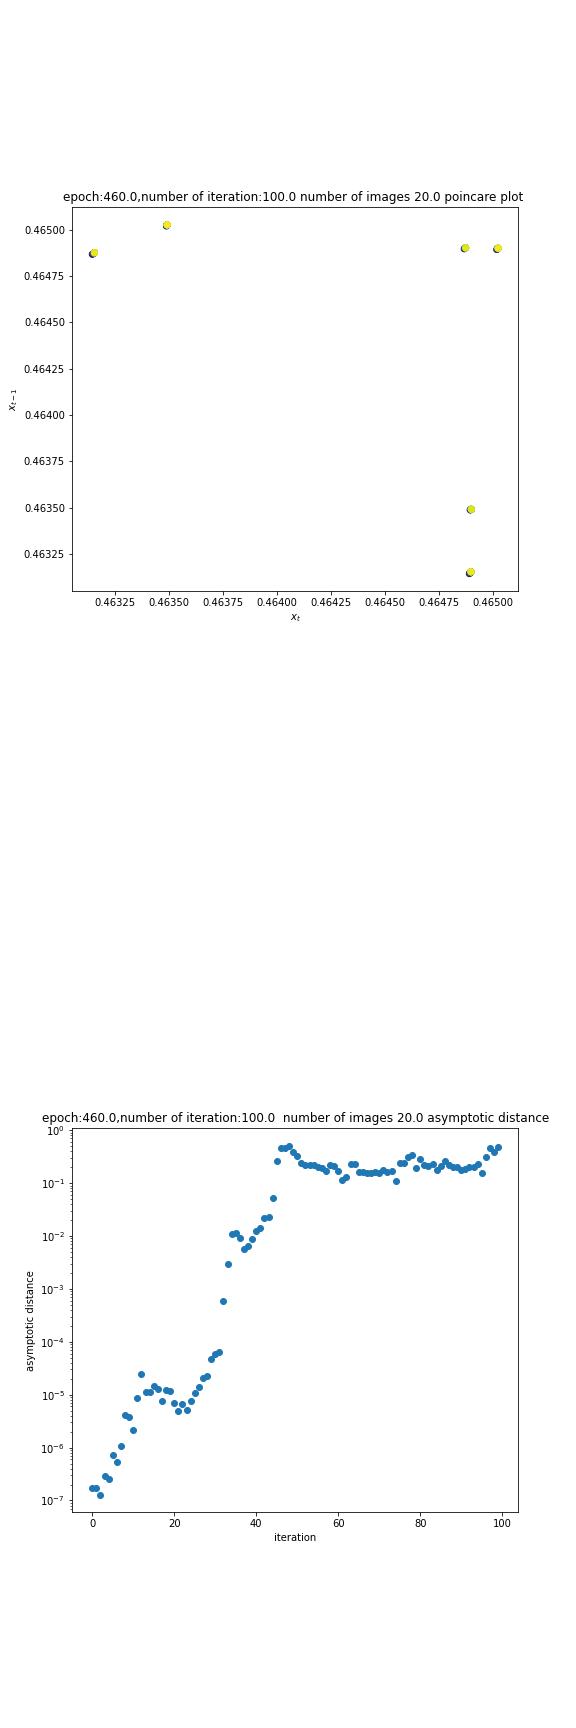 epoch:460.0,number of iteration:100.0 number of images 20.0 poincare plot
0.46500
0.46475
0.46450
0.46425
0.46400
0.46375
0.46350
0.46325
x_{t-1}
0.46325 0.46350 0.46375 0.46400 0.46425 0.46450 0.46475 0.46500
x_t
epoch:460.0,number of iteration:100.0  number of images 20.0 asymptotic distance
10^0
10^{-1}
10^{-2}
10^{-3}
10^{-4}
10^{-5}
10^{-6}
10^{-7}
asymptotic distance
0 20 40 60 80 100
iteration